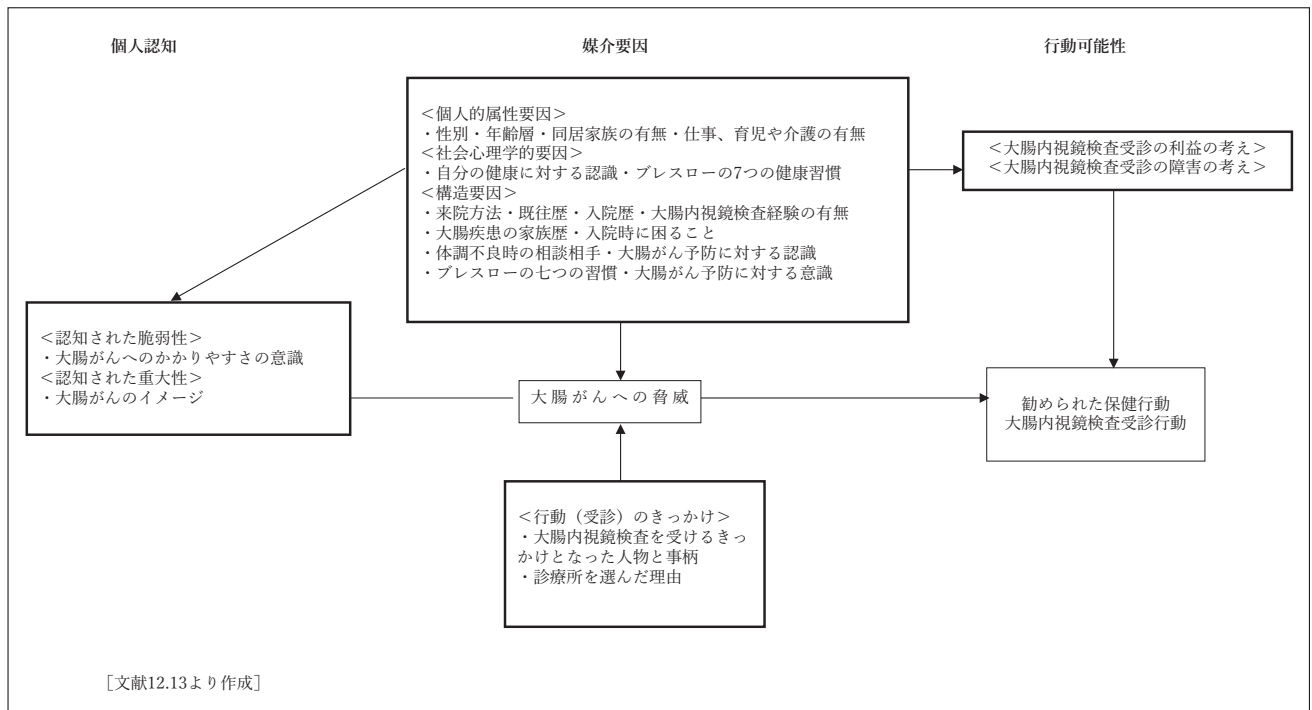 個人認知
媒介要因
行動可能性
＜個人的属性要因＞
・性別・年齢層・同居家族の有無・仕事、育児や介護の有無
＜社会心理学的要因＞
・自分の健康に対する認識・ブレスローの7つの健康習慣
＜構造要因＞
・来院方法・既往歴・入院歴・大腸内視鏡検査経験の有無
・大腸疾患の家族歴・入院時に困ること
・体調不良時の相談相手・大腸がん予防に対する認識
・ブレスローの七つの習慣・大腸がん予防に対する意識
＜大腸内視鏡検査受診の利益の考え＞
＜大腸内視鏡検査受診の障害の考え＞
＜認知された脆弱性＞
・大腸がんへのかかりやすさの意識
＜認知された重大性＞
・大腸がんのイメージ
大腸がんへの脅威
勧められた保健行動
大腸内視鏡検査受診行動
＜行動（受診）のきっかけ＞
・大腸内視鏡検査を受けるきっ
かけとなった人物と事柄
・診療所を選んだ理由
［文献12.13より作成］